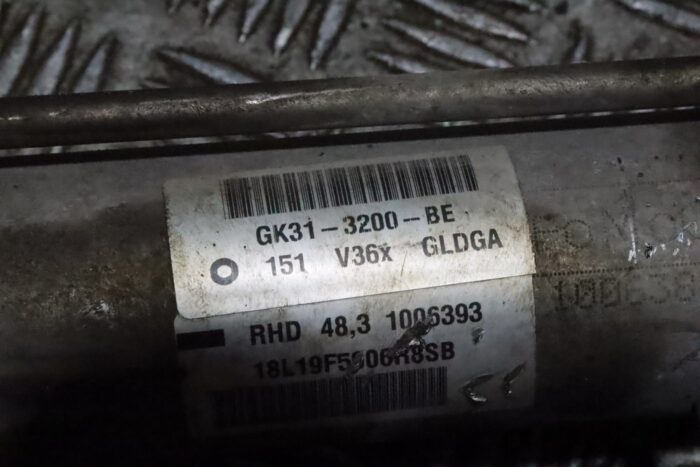 GK31-3200-BE
151 V36x GLDGA
RHD 48,3 1006393